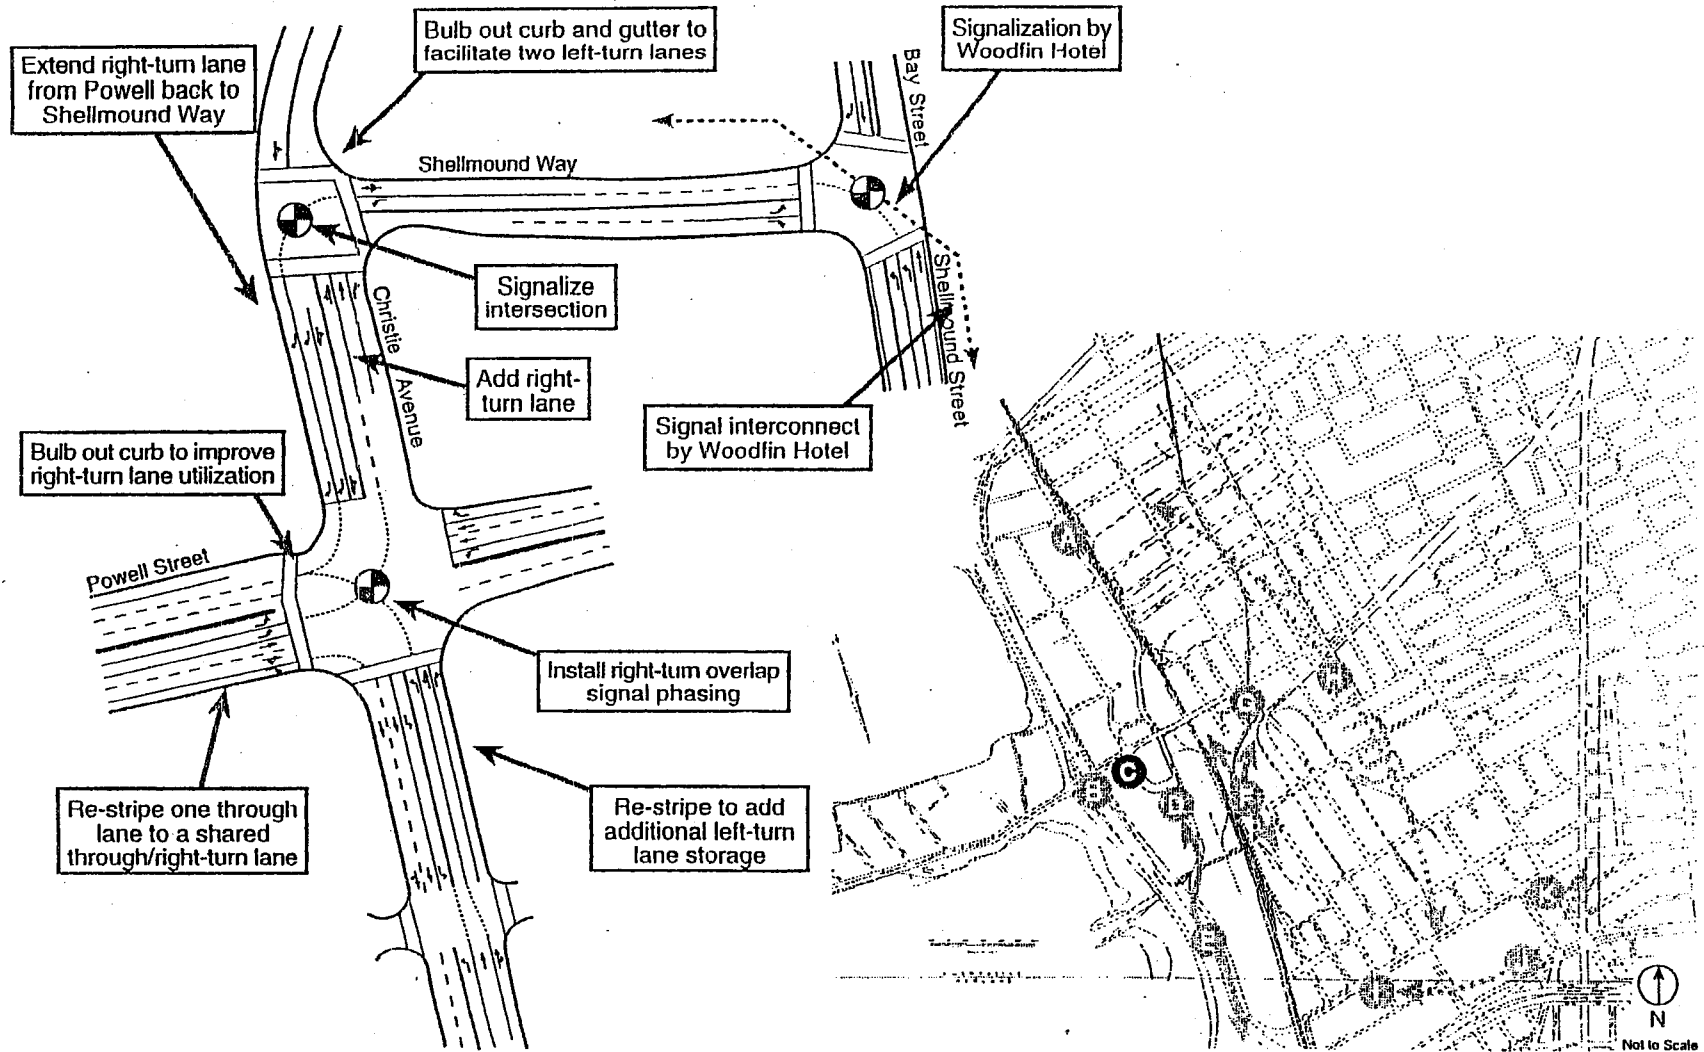 Bulb out curb and gutter to
facilitate two left-turn lanes
Signalization by
Woodfin Hotel
Extend right-turn lane
from Powell back to
Shellmound Way
Bay Street
Shellmound Way
Signalize
intersection
Christie Avenue
Shellmound Street
Add right-
turn lane
Signal interconnect
by Woodfin Hotel
Bulb out curb to improve
right-turn lane utilization
Powell Street
Install right-turn overlap
signal phasing
Re-stripe one through
lane to a shared
through/right-turn lane
Re-stripe to add
additional left-turn
lane storage
A
H
G
C
B
D
F
E
K
J
I
N
Not to Scale